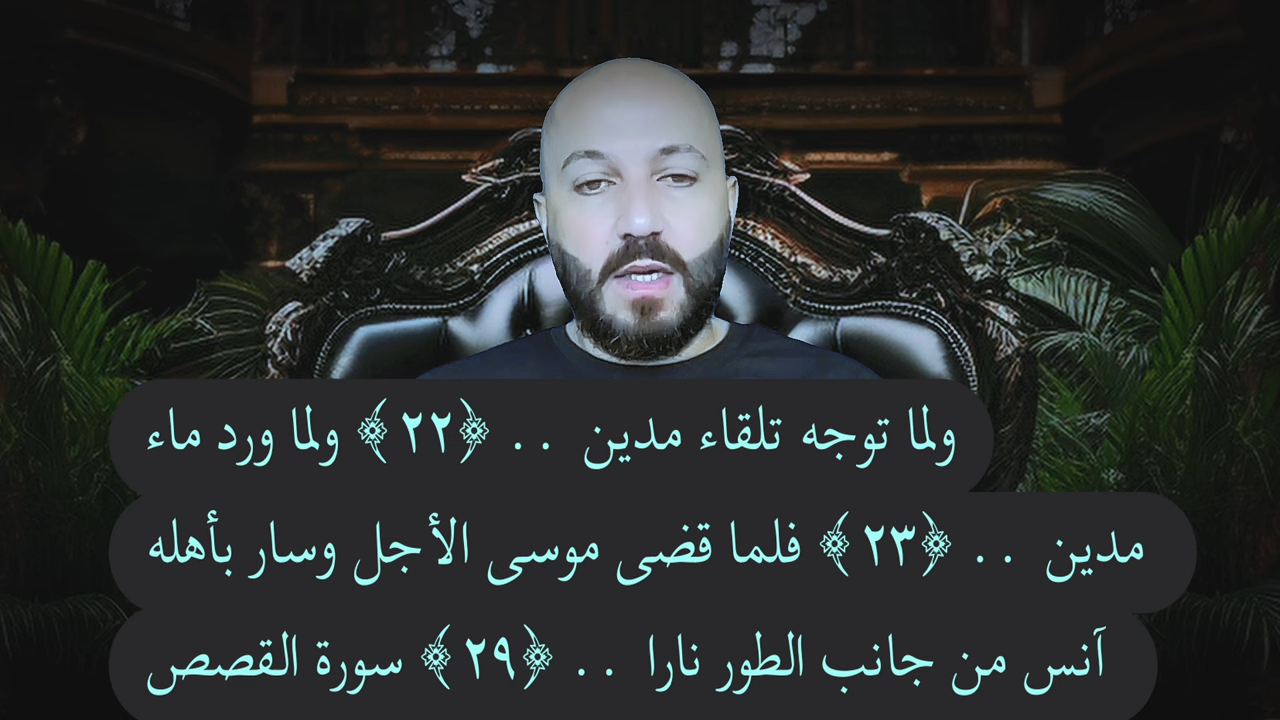 ولما توجه تلقاء مدين . . ﴿٢٢﴾ ولما ورد ماء
مدين . . ﴿٢٣﴾ فلما قضى موسى الأجل وسار بأهله
آنس من جانب الطور نارا . . ﴿٢٩﴾ سورة القصص